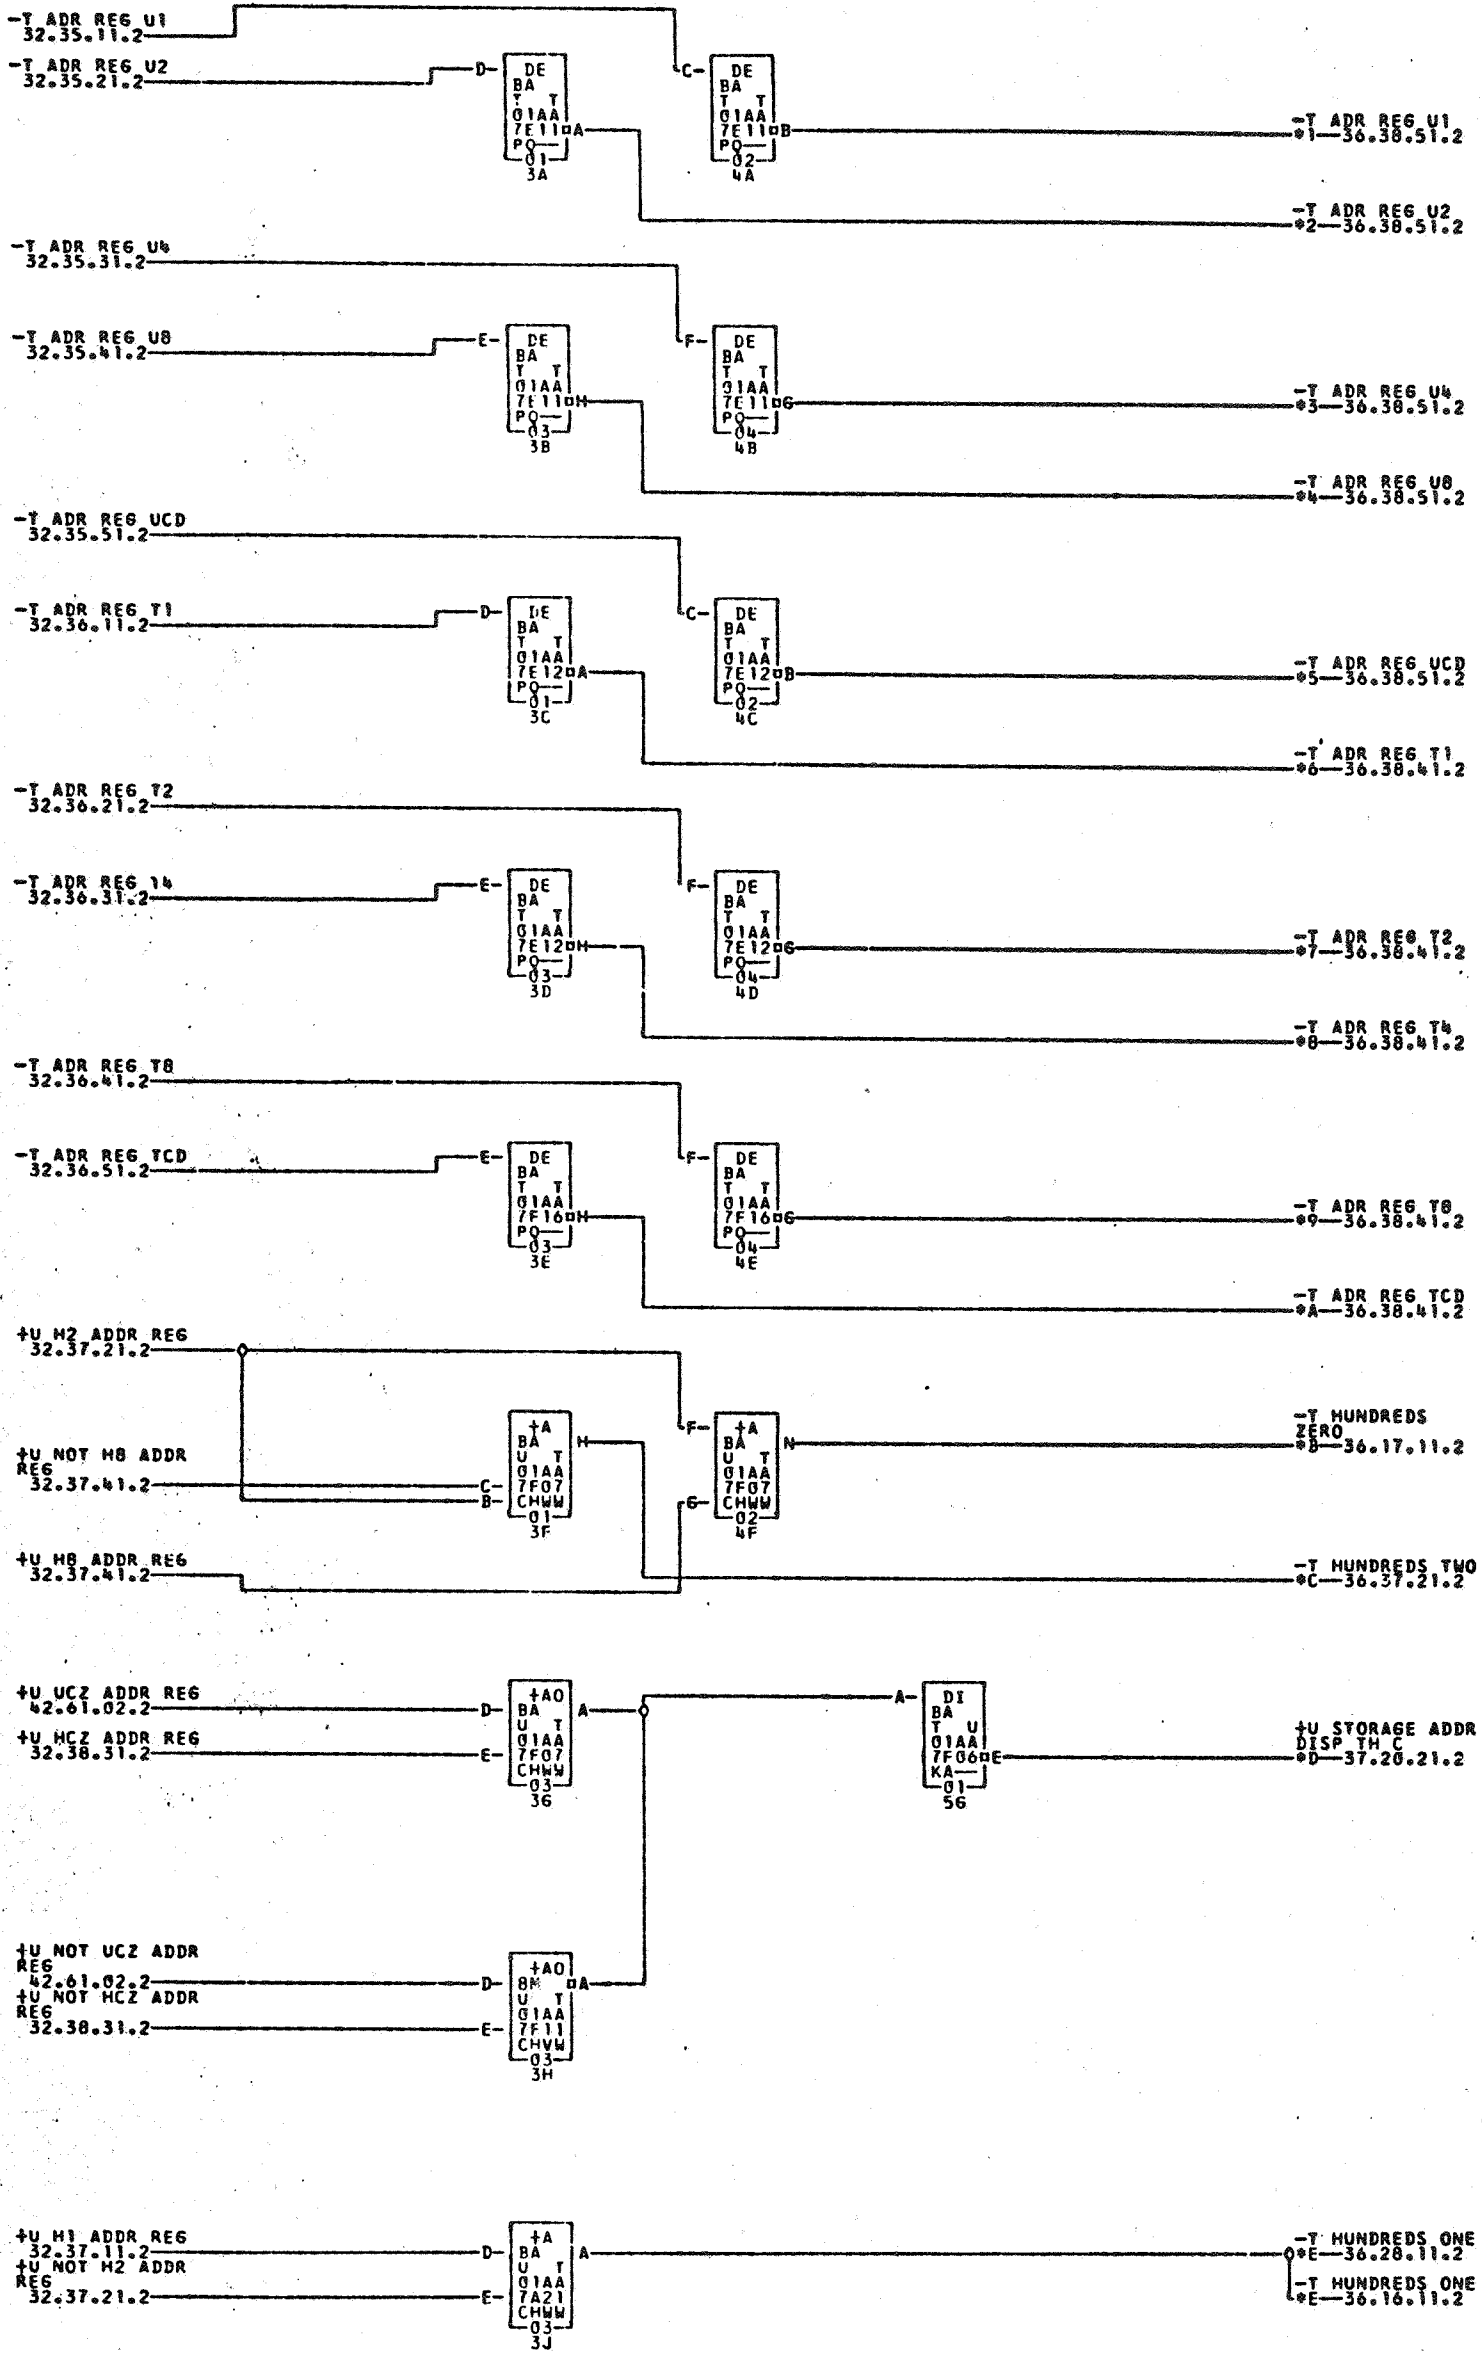 -T ADR REG U1
32.35.11.2
-T ADR REG U2
32.35.21.2
D- DE
BA
T T
01AA
7E11 A
PQ
01
3A
C- DE
BA
T T
01AA
7E11 B
PQ
02
4A
-T ADR REG U1
*1-36.38.51.2
-T ADR REG U2
*2-36.38.51.2
-T ADR REG U4
32.35.31.2
-T ADR REG U8
32.35.41.2
E- DE
BA
T T
01AA
7E11 H
PQ
03
3B
F- DE
BA
T T
01AA
7E11 G
PQ
04
4B
-T ADR REG U4
*3-36.38.51.2
-T ADR REG U8
*4-36.38.51.2
-T ADR REG UCD
32.35.51.2
-T ADR REG T1
32.36.11.2
D- DE
BA
T T
01AA
7E12 A
PQ
01
3C
C- DE
BA
T T
01AA
7E12 B
PQ
02
4C
-T ADR REG UCD
*5-36.38.51.2
-T ADR REG T1
*6-36.38.41.2
-T ADR REG T2
32.36.21.2
-T ADR REG T4
32.36.31.2
E- DE
BA
T T
01AA
7E12 H
PQ
03
3D
F- DE
BA
T T
01AA
7E12 G
PQ
04
4D
-T ADR REG T2
*7-36.38.41.2
-T ADR REG T4
*8-36.38.41.2
-T ADR REG T8
32.36.41.2
-T ADR REG TCD
32.36.51.2
E- DE
BA
T T
01AA
7F16 H
PQ
03
3E
F- DE
BA
T T
01AA
7F16 G
PQ
04
4E
-T ADR REG T8
*9-36.38.41.2
-T ADR REG TCD
*A-36.38.41.2
+U H2 ADDR REG
32.37.21.2
+U NOT H8 ADDR
REG
32.37.41.2
+A
BA H
U T
01AA
C- 7F07
B- CHWW
01
3F
F- +A
BA N
U T
01AA
7F07
G- CHWW
02
4F
-T HUNDREDS
ZERO
*B-36.17.11.2
+U H8 ADDR REG
32.37.41.2
-T HUNDREDS TWO
*C-36.37.21.2
+U UCZ ADDR REG
42.61.02.2
+U HCZ ADDR REG
32.38.31.2
+AO
D- BA A
U T
01AA
E- 7F07
CHWW
03
3G
A- DI
BA
T U
01AA
7F06 E
KA
01
5G
+U STORAGE ADDR
DISP TH C
*D-37.20.21.2
+U NOT UCZ ADDR
REG
42.61.02.2
+U NOT HCZ ADDR
REG
32.38.31.2
+AO
D- BM A
U T
01AA
E- 7F11
CHVW
03
3H
+U H1 ADDR REG
32.37.11.2
+U NOT H2 ADDR
REG
32.37.21.2
+A
D- BA A
U T
01AA
E- 7A21
CHWW
03
3J
-T HUNDREDS ONE
*E-36.28.11.2
-T HUNDREDS ONE
*E-36.16.11.2